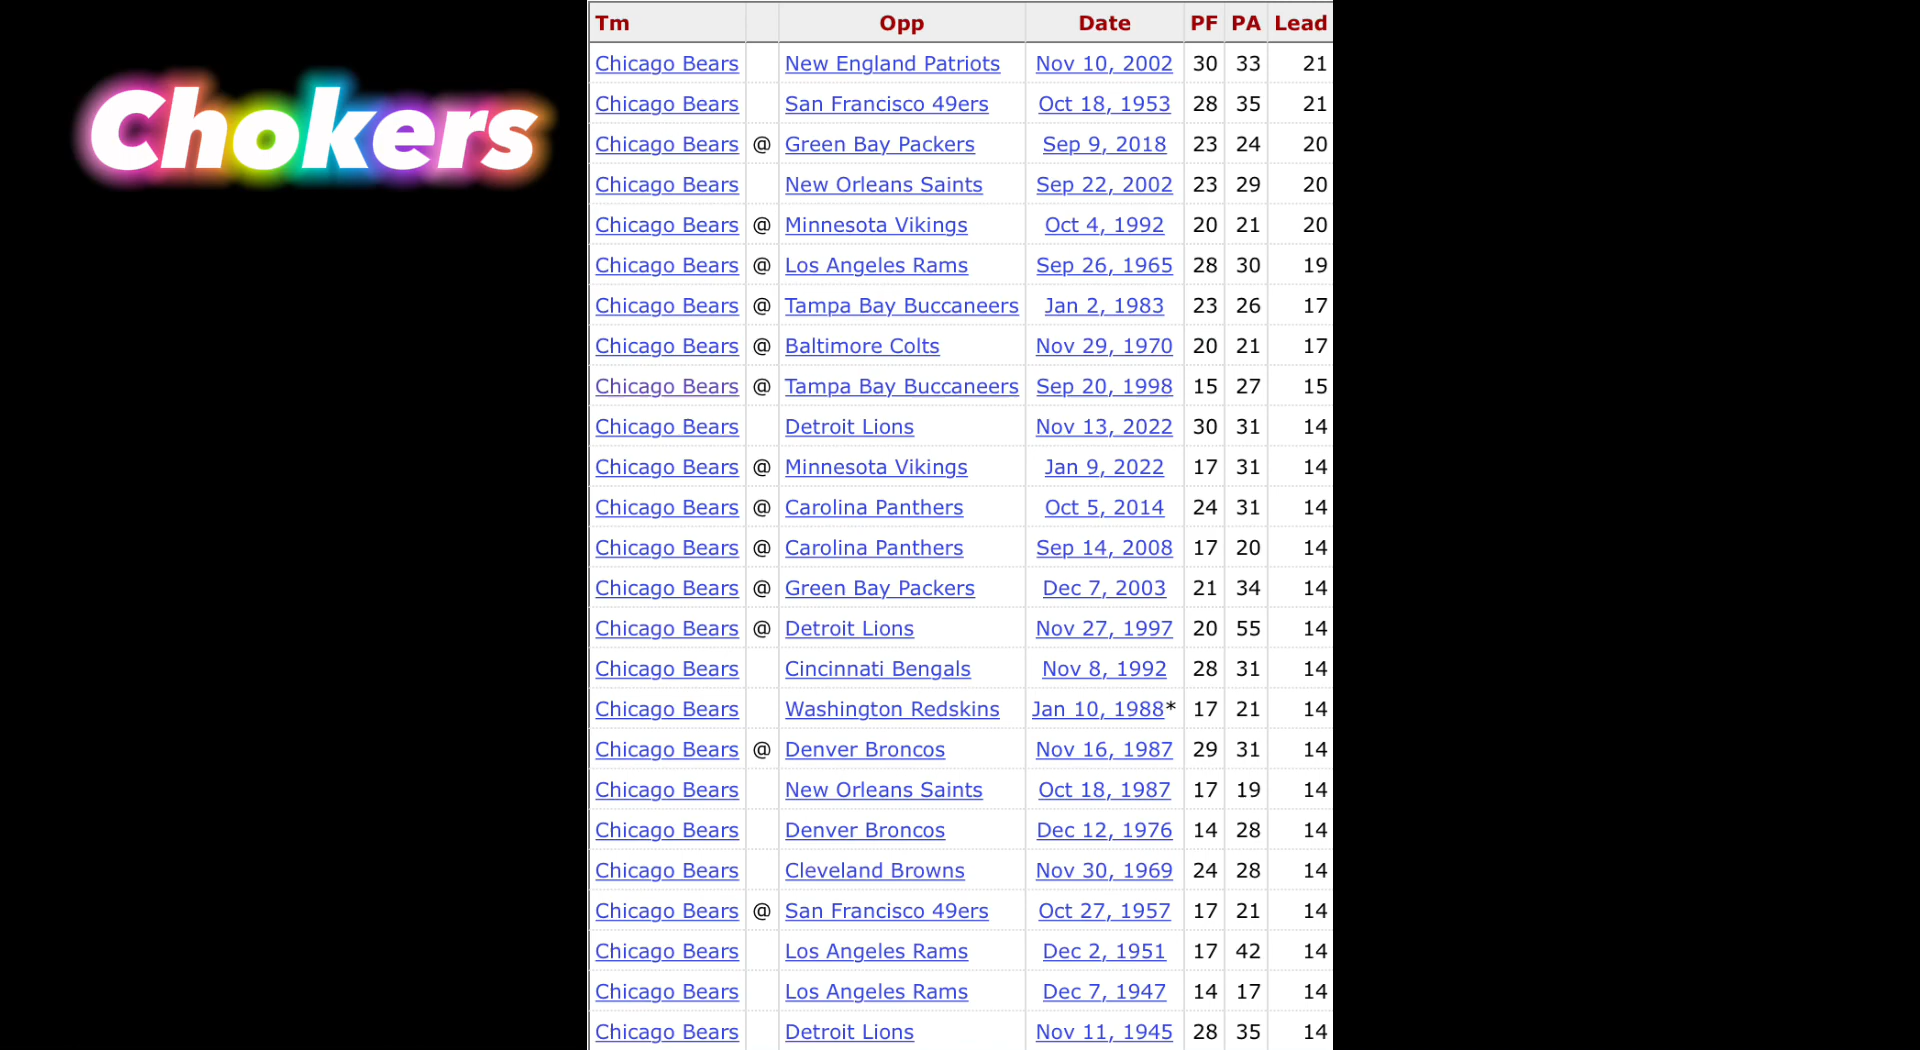 Chokers
Tm Opp Date PF PA Lead
Chicago Bears New England Patriots Nov 10, 2002 30 33 21
Chicago Bears San Francisco 49ers Oct 18, 1953 28 35 21
Chicago Bears @ Green Bay Packers Sep 9, 2018 23 24 20
Chicago Bears New Orleans Saints Sep 22, 2002 23 29 20
Chicago Bears @ Minnesota Vikings Oct 4, 1992 20 21 20
Chicago Bears @ Los Angeles Rams Sep 26, 1965 28 30 19
Chicago Bears @ Tampa Bay Buccaneers Jan 2, 1983 23 26 17
Chicago Bears @ Baltimore Colts Nov 29, 1970 20 21 17
Chicago Bears @ Tampa Bay Buccaneers Sep 20, 1998 15 27 15
Chicago Bears Detroit Lions Nov 13, 2022 30 31 14
Chicago Bears @ Minnesota Vikings Jan 9, 2022 17 31 14
Chicago Bears @ Carolina Panthers Oct 5, 2014 24 31 14
Chicago Bears @ Carolina Panthers Sep 14, 2008 17 20 14
Chicago Bears @ Green Bay Packers Dec 7, 2003 21 34 14
Chicago Bears @ Detroit Lions Nov 27, 1997 20 55 14
Chicago Bears Cincinnati Bengals Nov 8, 1992 28 31 14
Chicago Bears Washington Redskins Jan 10, 1988* 17 21 14
Chicago Bears @ Denver Broncos Nov 16, 1987 29 31 14
Chicago Bears New Orleans Saints Oct 18, 1987 17 19 14
Chicago Bears Denver Broncos Dec 12, 1976 14 28 14
Chicago Bears Cleveland Browns Nov 30, 1969 24 28 14
Chicago Bears @ San Francisco 49ers Oct 27, 1957 17 21 14
Chicago Bears Los Angeles Rams Dec 2, 1951 17 42 14
Chicago Bears Los Angeles Rams Dec 7, 1947 14 17 14
Chicago Bears Detroit Lions Nov 11, 1945 28 35 14